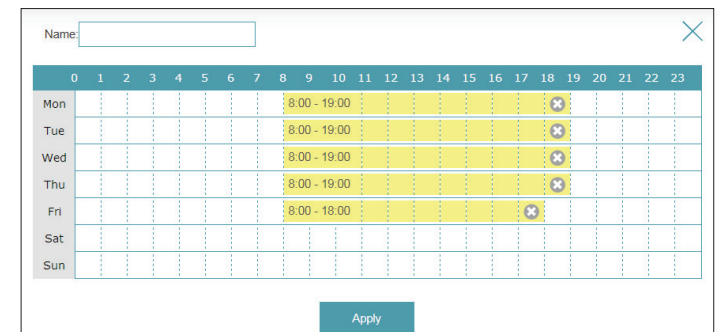 Name:
0 1 2 3 4 5 6 7 8 9 10 11 12 13 14 15 16 17 18 19 20 21 22 23
Mon 8:00 - 19:00
Tue 8:00 - 19:00
Wed 8:00 - 19:00
Thu 8:00 - 19:00
Fri 8:00 - 18:00
Sat
Sun
Apply